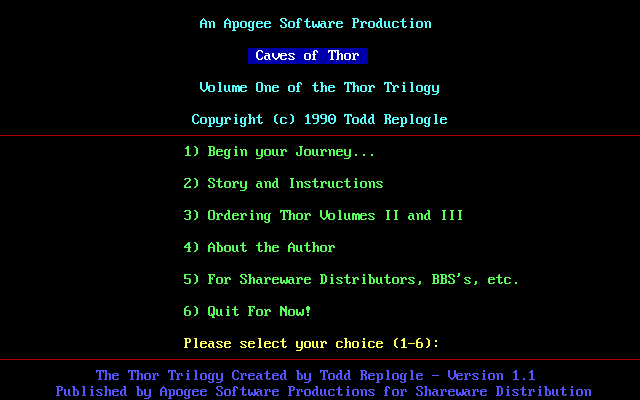 An Apogee Software Production
Caves of Thor
Volume One of the Thor Trilogy
Copyright (c) 1990 Todd Replogle
1) Begin your Journey...
2) Story and Instructions
3) Ordering Thor Volumes II and III
4) About the Author
5) For Shareware Distributors, BBS's, etc.
6) Quit For Now!
Please select your choice (1-6):
The Thor Trilogy Created by Todd Replogle - Version 1.1
Published by Apogee Software Productions for Shareware Distribution